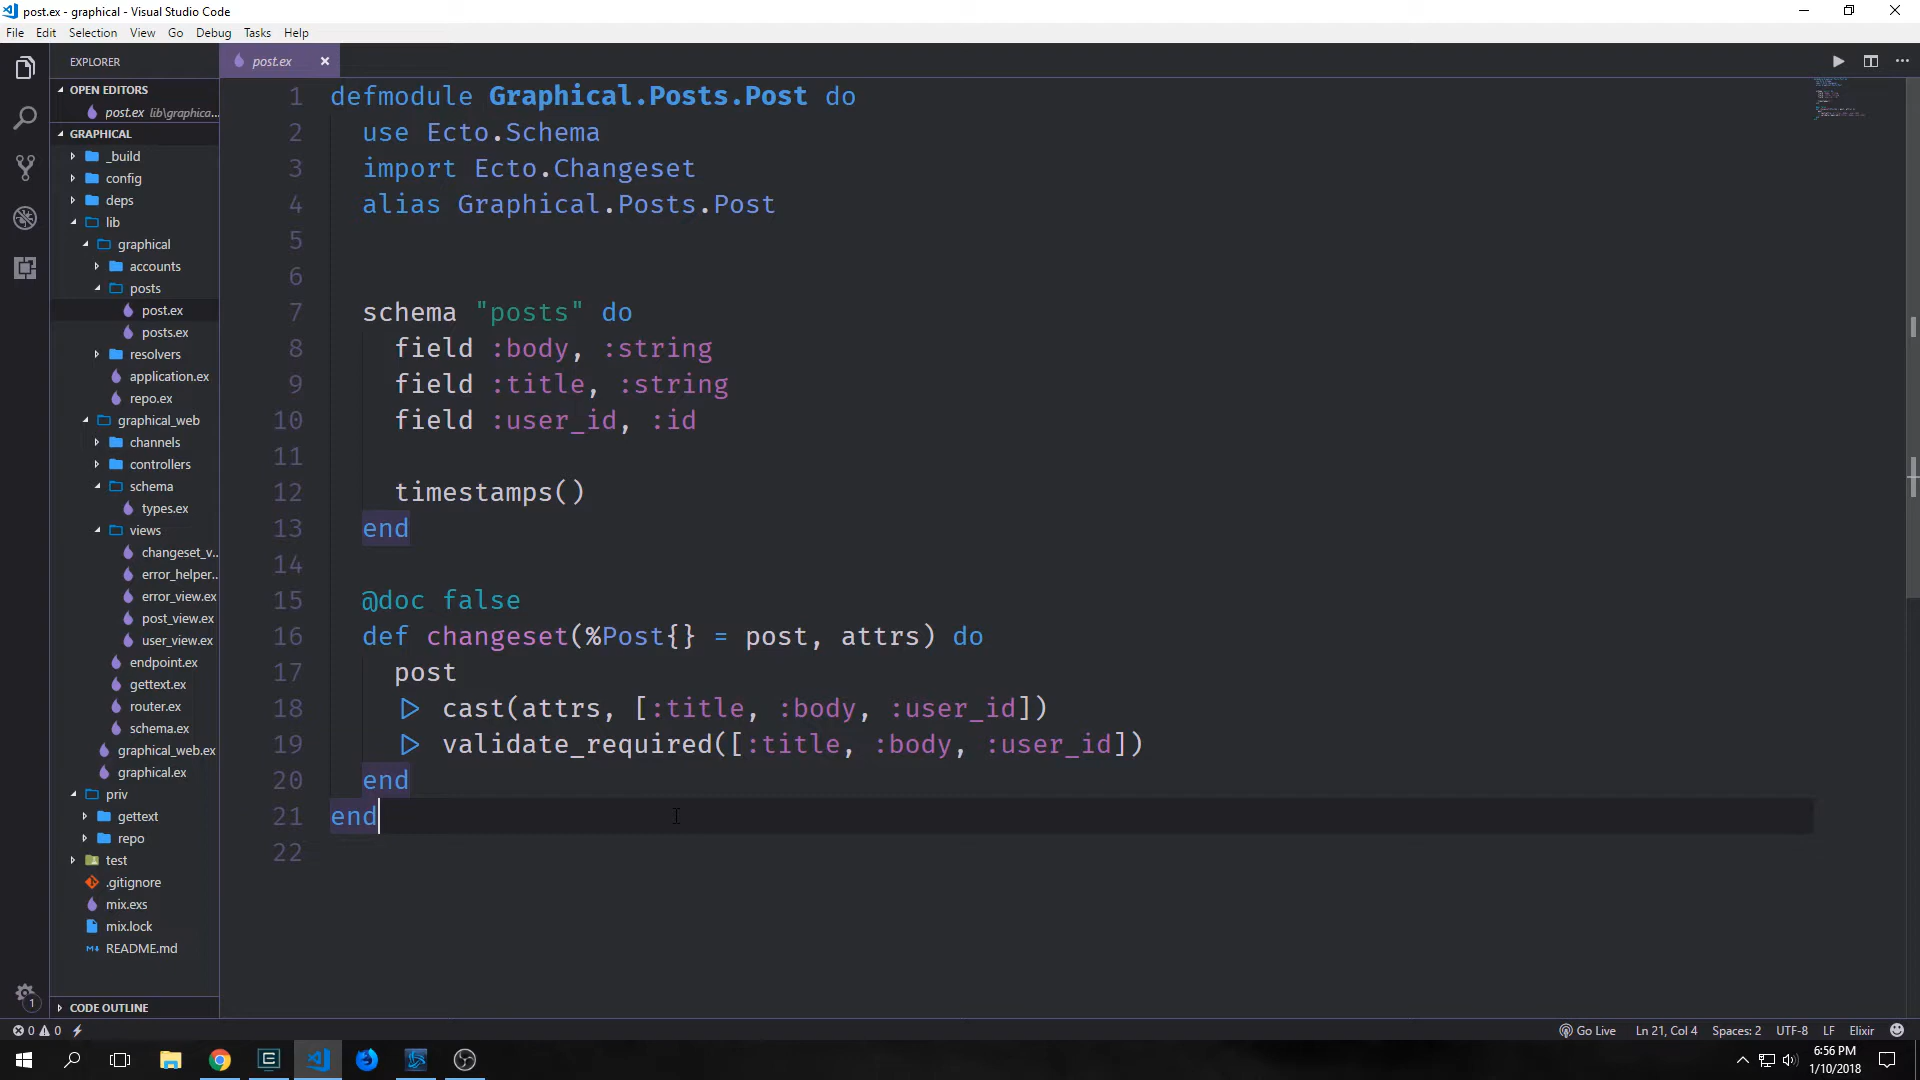 post.ex - graphical - Visual Studio Code
File Edit Selection View Go Debug Tasks Help
EXPLORER
OPEN EDITORS
post.ex lib\graphica...
GRAPHICAL
_build
config
deps
lib
graphical
accounts
posts
post.ex
posts.ex
resolvers
application.ex
repo.ex
graphical_web
channels
controllers
schema
types.ex
views
changeset_v...
error_helper...
error_view.ex
post_view.ex
user_view.ex
endpoint.ex
gettext.ex
router.ex
schema.ex
graphical_web.ex
graphical.ex
priv
gettext
repo
test
.gitignore
mix.exs
mix.lock
README.md
CODE OUTLINE
post.ex
1 defmodule Graphical.Posts.Post do
2 use Ecto.Schema
3 import Ecto.Changeset
4 alias Graphical.Posts.Post
5
6
7 schema "posts" do
8 field :body, :string
9 field :title, :string
10 field :user_id, :id
11
12 timestamps()
13 end
14
15 @doc false
16 def changeset(%Post{} = post, attrs) do
17 post
18 |> cast(attrs, [:title, :body, :user_id])
19 |> validate_required([:title, :body, :user_id])
20 end
21 end
22
1
0 0 Go Live Ln 21, Col 4 Spaces: 2 UTF-8 LF Elixir
6:56 PM
1/10/2018